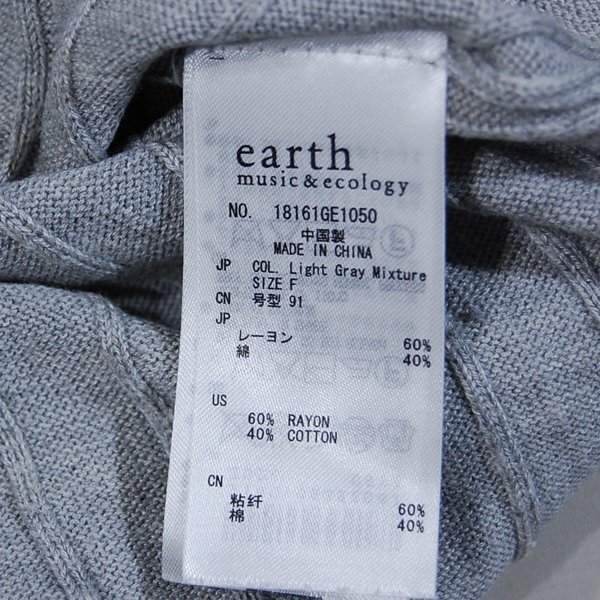 earth
music & ecology
NO. 18161GE1050
中国製
MADE IN CHINA
JP COL. Light Gray Mixture
SIZE F
CN 号型 91
JP
レーヨン 60%
綿 40%
US
60% RAYON
40% COTTON
CN
粘纤 60%
棉 40%